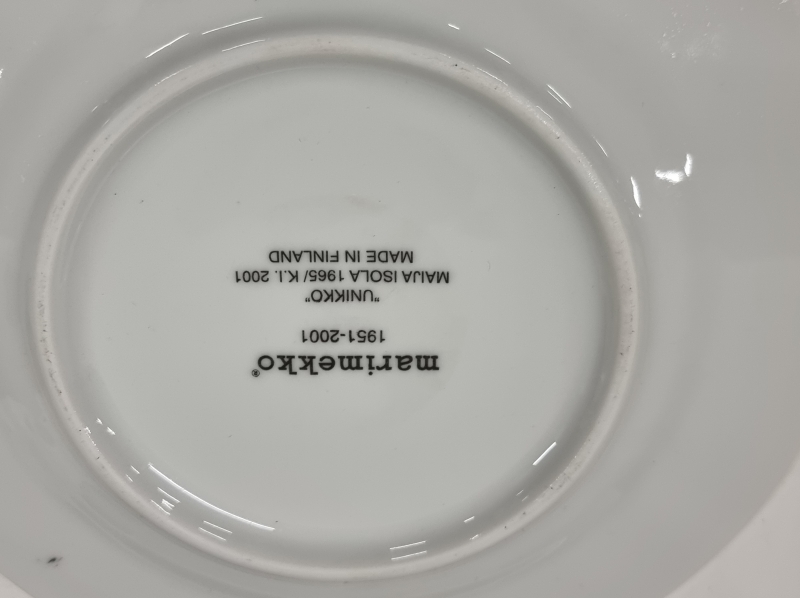 marimekko®
1951-2001
"UNIKKO"
MAIJA ISOLA 1965/ K.I. 2001
MADE IN FINLAND